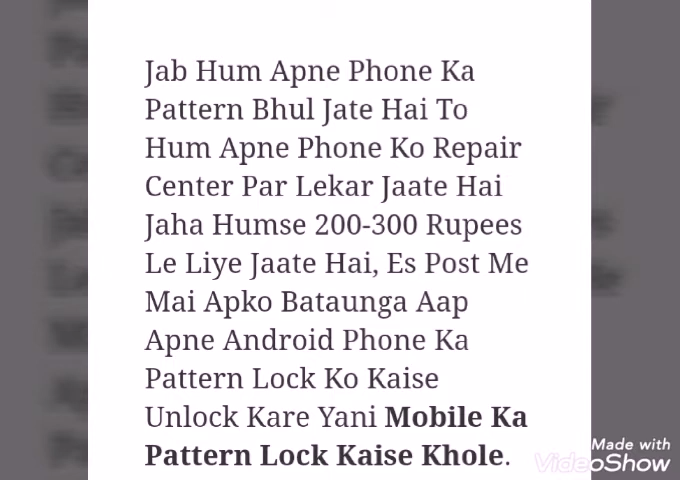 Jab Hum Apne Phone Ka
Pattern Bhul Jate Hai To
Hum Apne Phone Ko Repair
Center Par Lekar Jaate Hai
Jaha Humse 200-300 Rupees
Le Liye Jaate Hai, Es Post Me
Mai Apko Bataunga Aap
Apne Android Phone Ka
Pattern Lock Ko Kaise
Unlock Kare Yani Mobile Ka
Pattern Lock Kaise Khole.
Made with
VideoShow